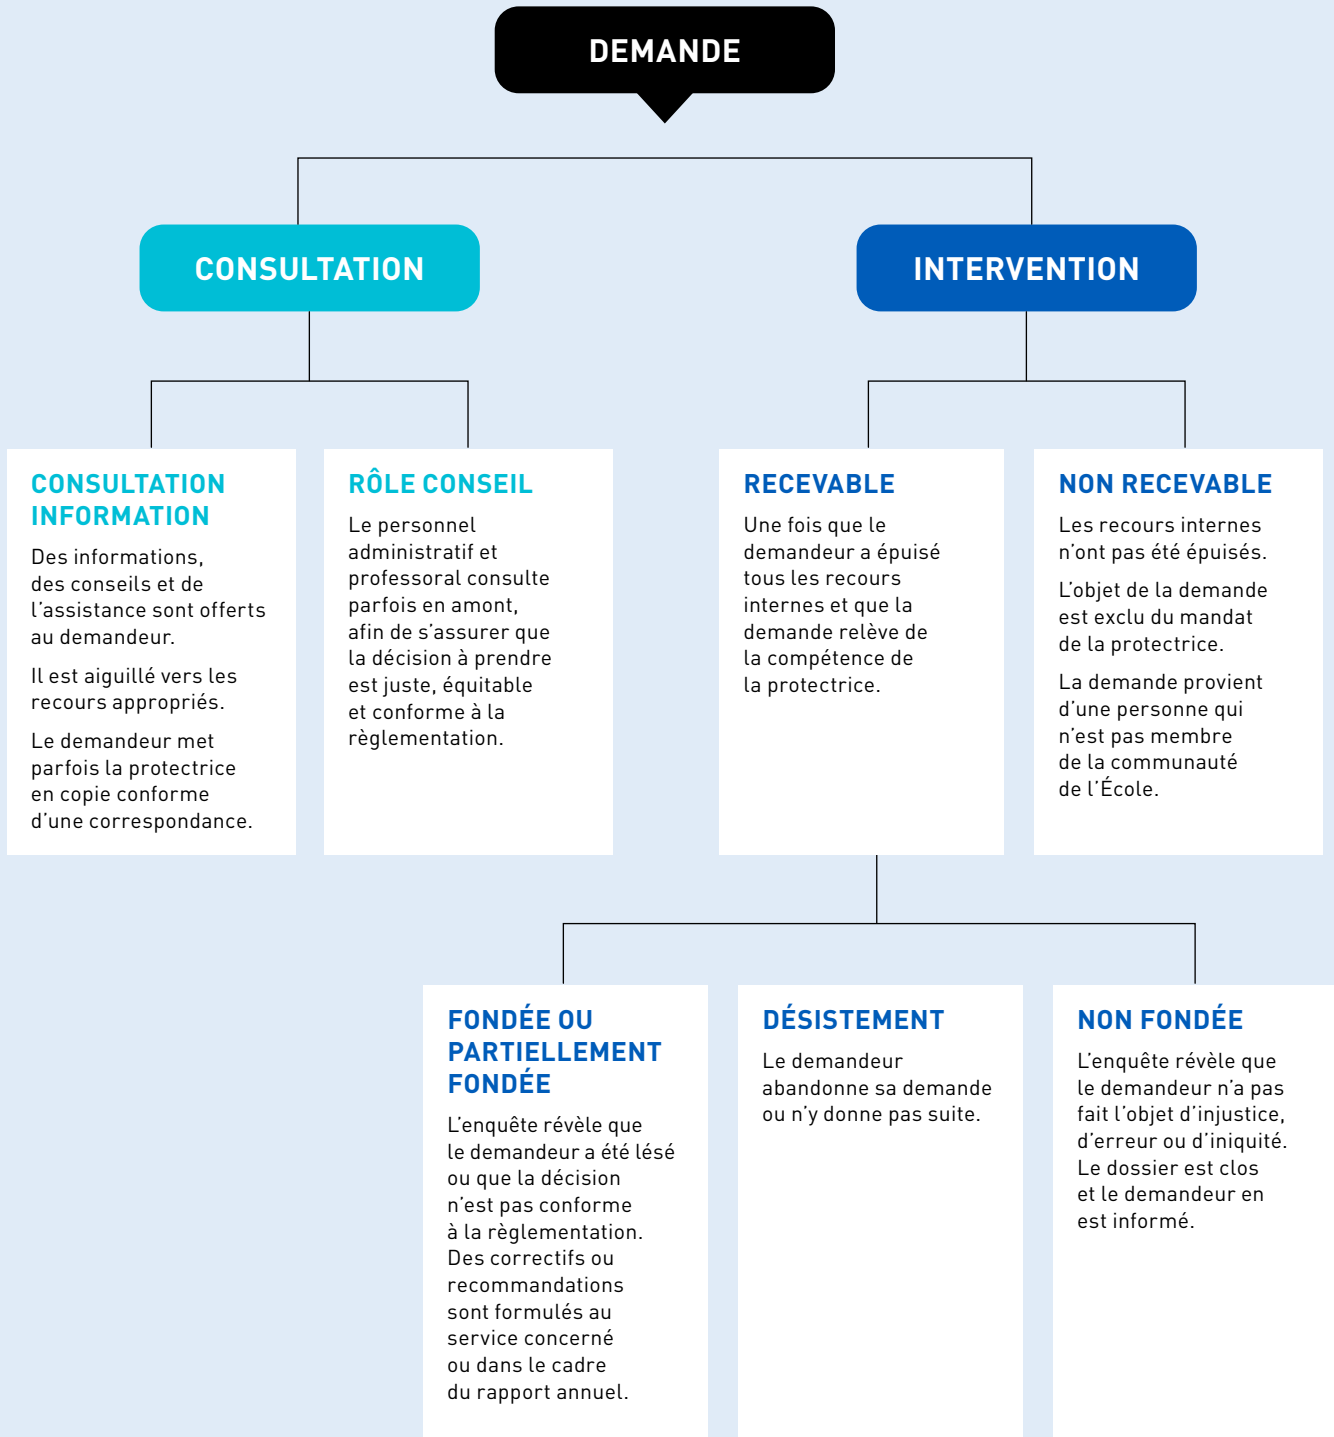 DEMANDE
CONSULTATION
INTERVENTION
CONSULTATION
INFORMATION
Des informations,
des conseils et de
l’assistance sont offerts
au demandeur.
Il est aiguillé vers les
recours appropriés.
Le demandeur met
parfois la protectrice
en copie conforme
d’une correspondance.
RÔLE CONSEIL
Le personnel
administratif et
professoral consulte
parfois en amont,
afin de s’assurer que
la décision à prendre
est juste, équitable
et conforme à la
règlementation.
RECEVABLE
Une fois que le
demandeur a épuisé
tous les recours
internes et que la
demande relève de
la compétence de
la protectrice.
NON RECEVABLE
Les recours internes
n’ont pas été épuisés.
L’objet de la demande
est exclu du mandat
de la protectrice.
La demande provient
d’une personne qui
n’est pas membre
de la communauté
de l’École.
FONDÉE OU
PARTIELLEMENT
FONDÉE
L’enquête révèle que
le demandeur a été lésé
ou que la décision
n’est pas conforme
à la règlementation.
Des correctifs ou
recommandations
sont formulés au
service concerné
ou dans le cadre
du rapport annuel.
DÉSISTEMENT
Le demandeur
abandonne sa demande
ou n’y donne pas suite.
NON FONDÉE
L’enquête révèle que
le demandeur n’a pas
fait l’objet d’injustice,
d’erreur ou d’iniquité.
Le dossier est clos
et le demandeur en
est informé.